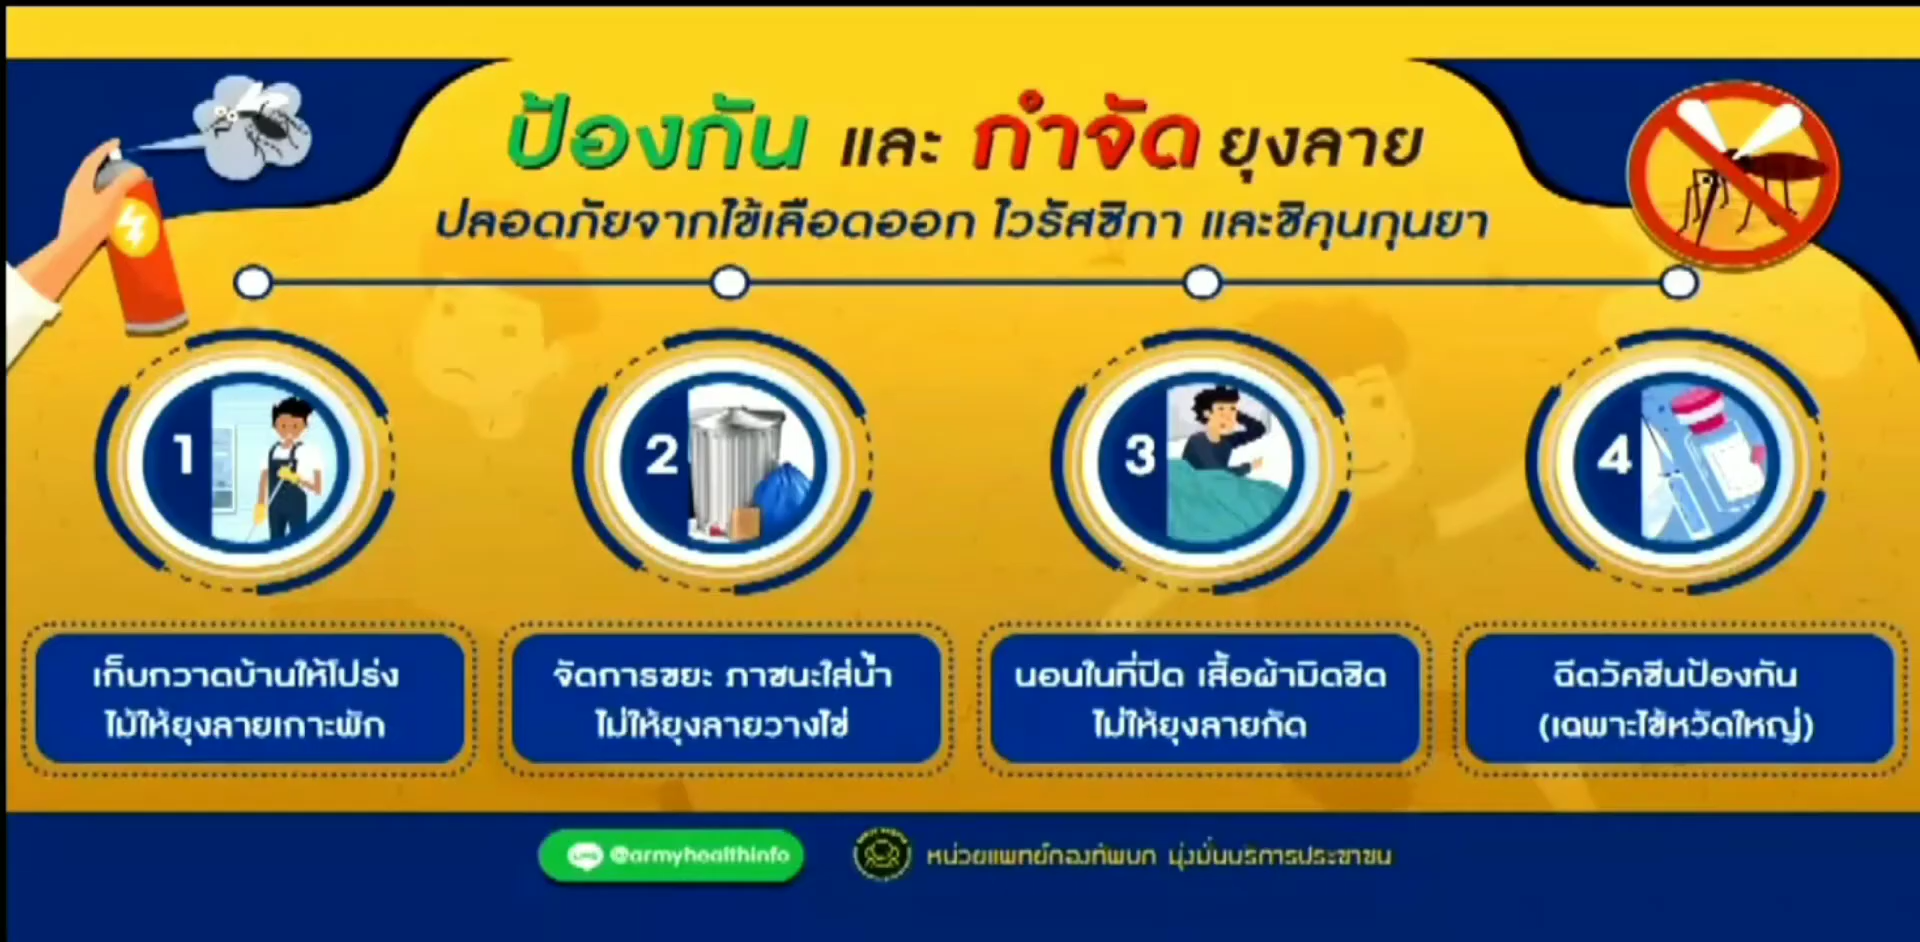 ป้องกัน และ กำจัด ยุงลาย
ปลอดภัยจากไข้เลือดออก ไวรัสซิกา และชิคุนกุนยา
1
2
3
4
เก็บกวาดบ้านให้โปร่ง
ไม่ให้ยุงลายเกาะพัก
จัดการขยะ ภาชนะใส่น้ำ
ไม่ให้ยุงลายวางไข่
นอนในที่ปิด เสื้อผ้ามิดชิด
ไม่ให้ยุงลายกัด
ฉีดวัคซีนป้องกัน
(เฉพาะไข้หวัดใหญ่)
LINE @armyhealthinfo
หน่วยแพทย์กองทัพบก มุ่งมั่นบริการประชาชน